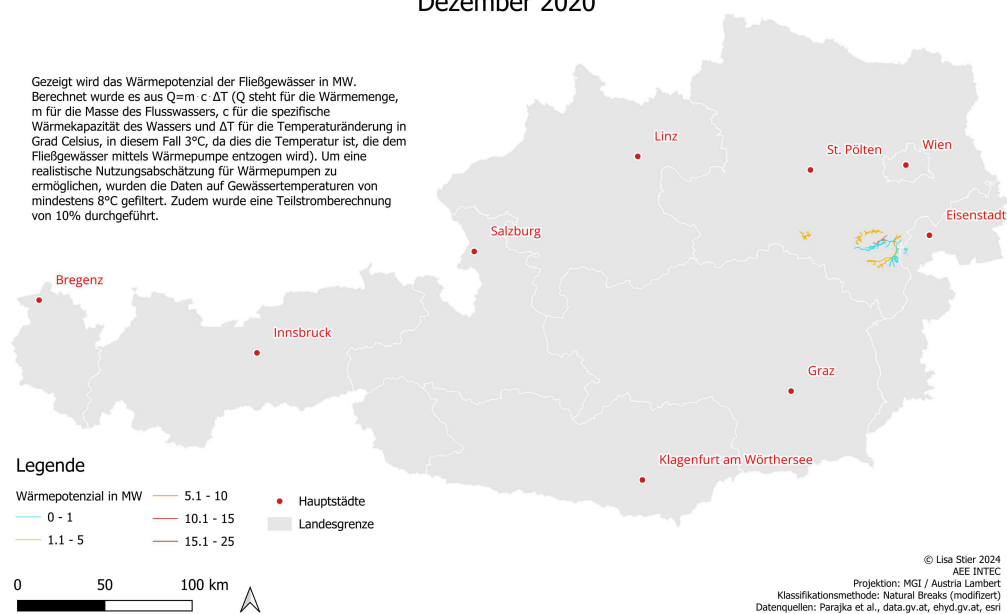 Dezember 2020
Gezeigt wird das Wärmepotenzial der Fließgewässer in MW.
Berechnet wurde es aus Q=m·c·ΔT (Q steht für die Wärmemenge,
m für die Masse des Flusswassers, c für die spezifische
Wärmekapazität des Wassers und ΔT für die Temperaturänderung in
Grad Celsius, in diesem Fall 3°C, da dies die Temperatur ist, die dem
Fließgewässer mittels Wärmepumpe entzogen wird). Um eine
realistische Nutzungsabschätzung für Wärmepumpen zu
ermöglichen, wurden die Daten auf Gewässertemperaturen von
mindestens 8°C gefiltert. Zudem wurde eine Teilstromberechnung
von 10% durchgeführt.
Linz
St. Pölten
Wien
Eisenstadt
Salzburg
Bregenz
Innsbruck
Graz
Klagenfurt am Wörthersee
Legende
Wärmepotenzial in MW
0 - 1
1.1 - 5
5.1 - 10
10.1 - 15
15.1 - 25
Hauptstädte
Landesgrenze
0 50 100 km
© Lisa Stier 2024
AEE INTEC
Projektion: MGI / Austria Lambert
Klassifikationsmethode: Natural Breaks (modifizert)
Datenquellen: Parajka et al., data.gv.at, ehyd.gv.at, esri